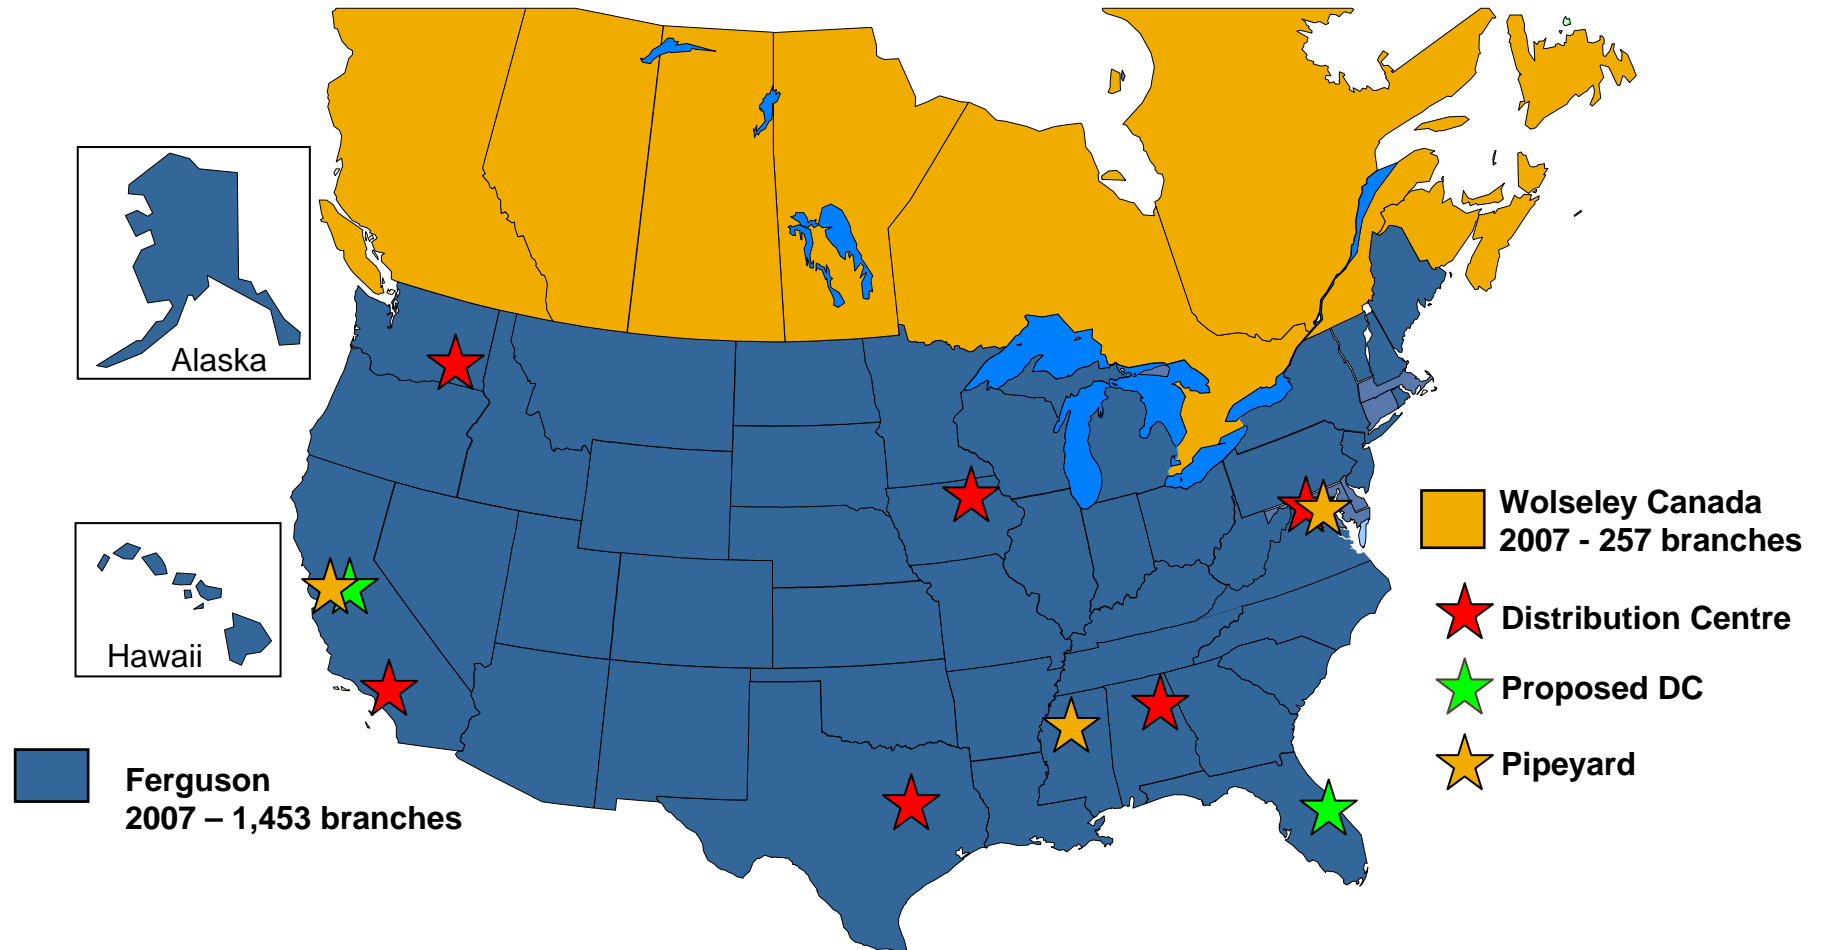 Alaska
Hawaii
Ferguson
2007 – 1,453 branches
Wolseley Canada
2007 - 257 branches
Distribution Centre
Proposed DC
Pipeyard